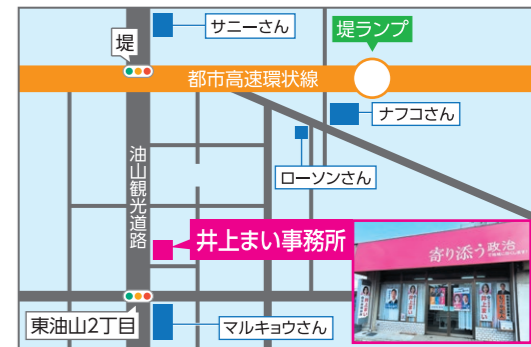 サニーさん
堤ランプ
堤
都市高速環状線
ナフコさん
ローソンさん
油山観光道路
井上まい事務所
寄り添う政治
東油山2丁目
マルキョウさん